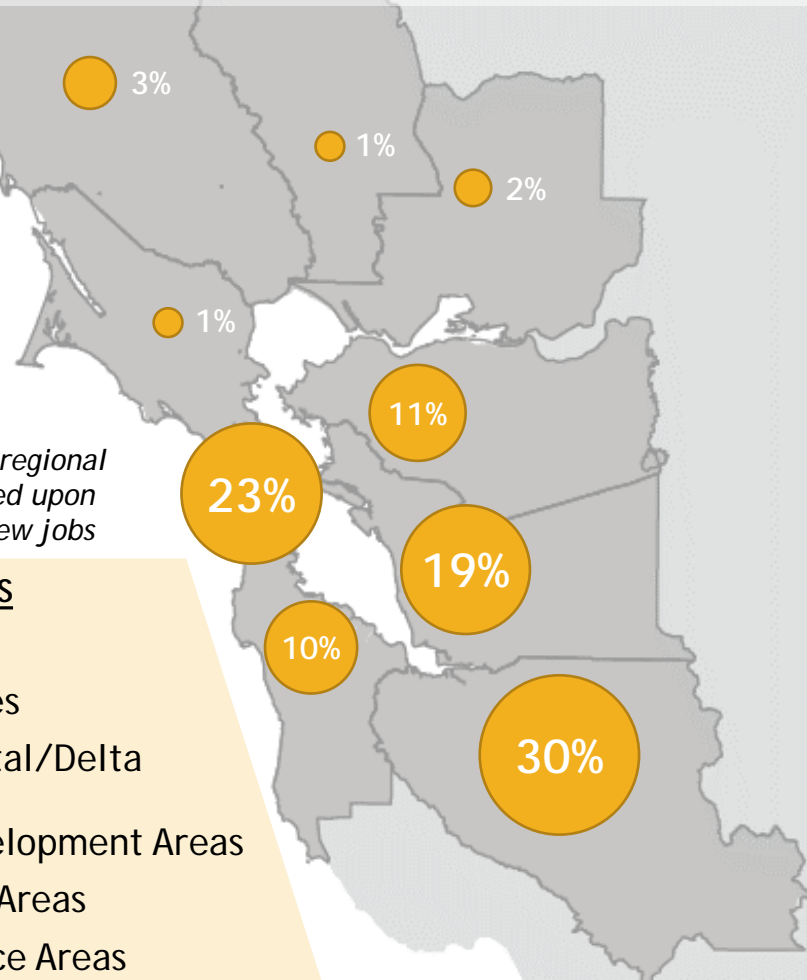 3%
1%
2%
1%
11%
regional
ed upon
ew jobs
23%
19%
s
10%
es
tal/Delta
30%
elopment Areas
Areas
ce Areas